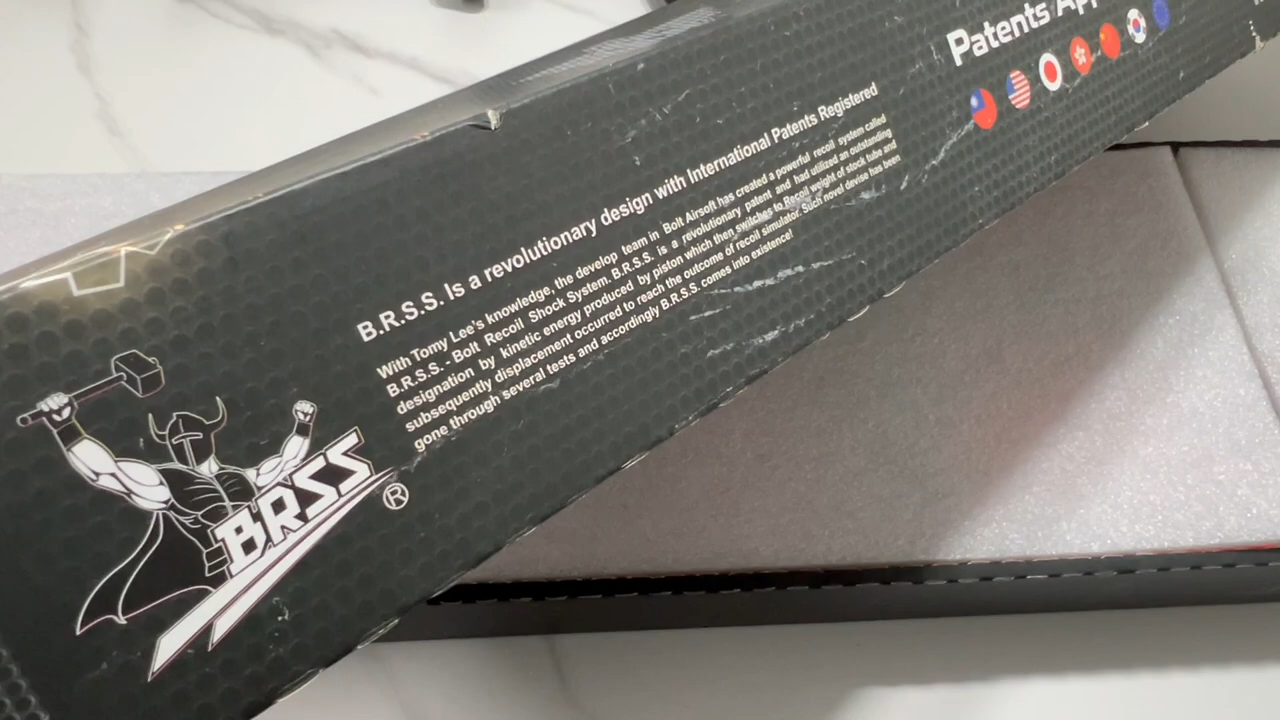 Patents
B.R.S.S. Is a revolutionary design with International Patents Registered
With Tomy Lee's knowledge, the develop team in Bolt Airsoft has created a powerful recoil system called
B.R.S.S. - Bolt Recoil Shock System. B.R.S.S. is a revolutionary patent and had utilized an outstanding
designation by kinetic energy produced by piston which then switches to Recoil weight of stock tube and
subsequently displacement occurred to reach the outcome of recoil simulator. Such novel devise has been
gone through several tests and accordingly B.R.S.S. comes into existence!
BRSS ®